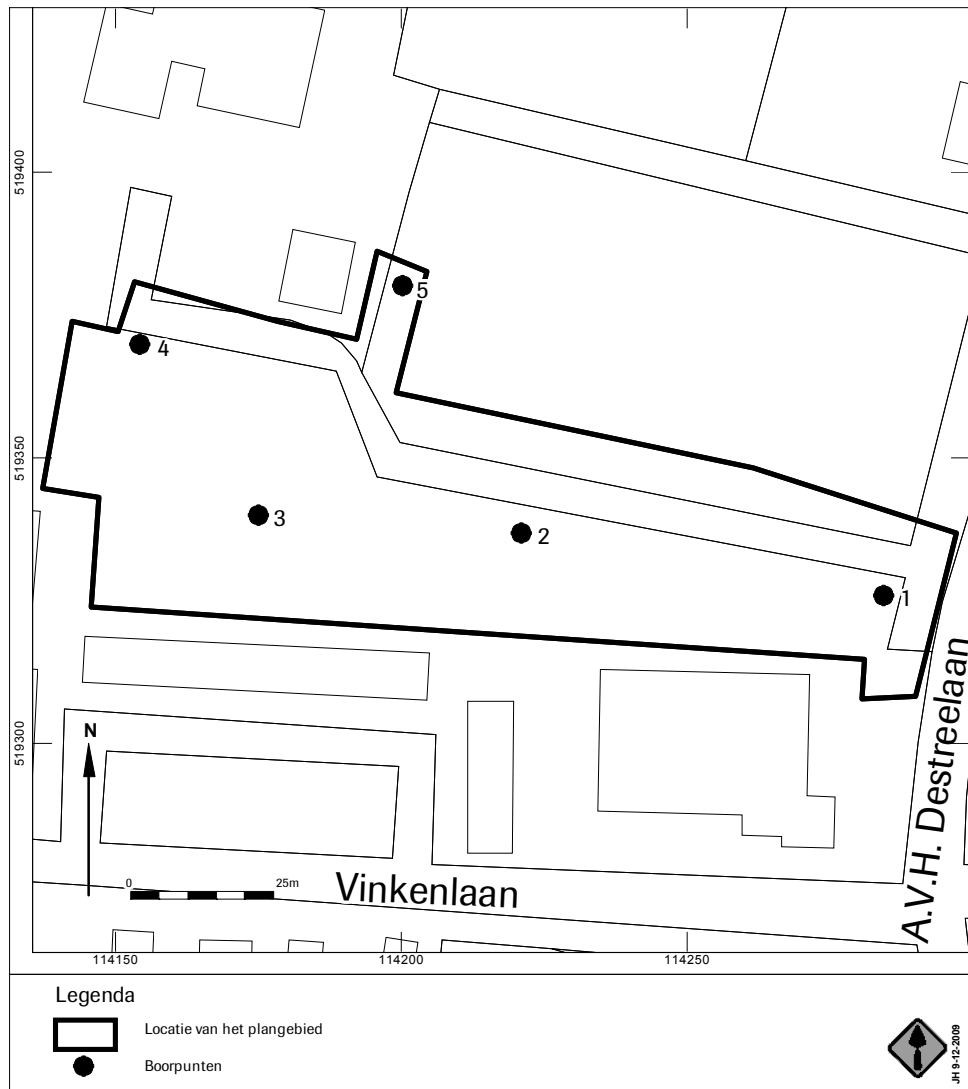 519400
5
4
519350
3
2
1
519300
N
0 25m
Vinkenlaan
A.V.H. Destreelaan
114150 114200 114250
Legenda
Locatie van het plangebied
Boorpunten
JH 9-12-2009